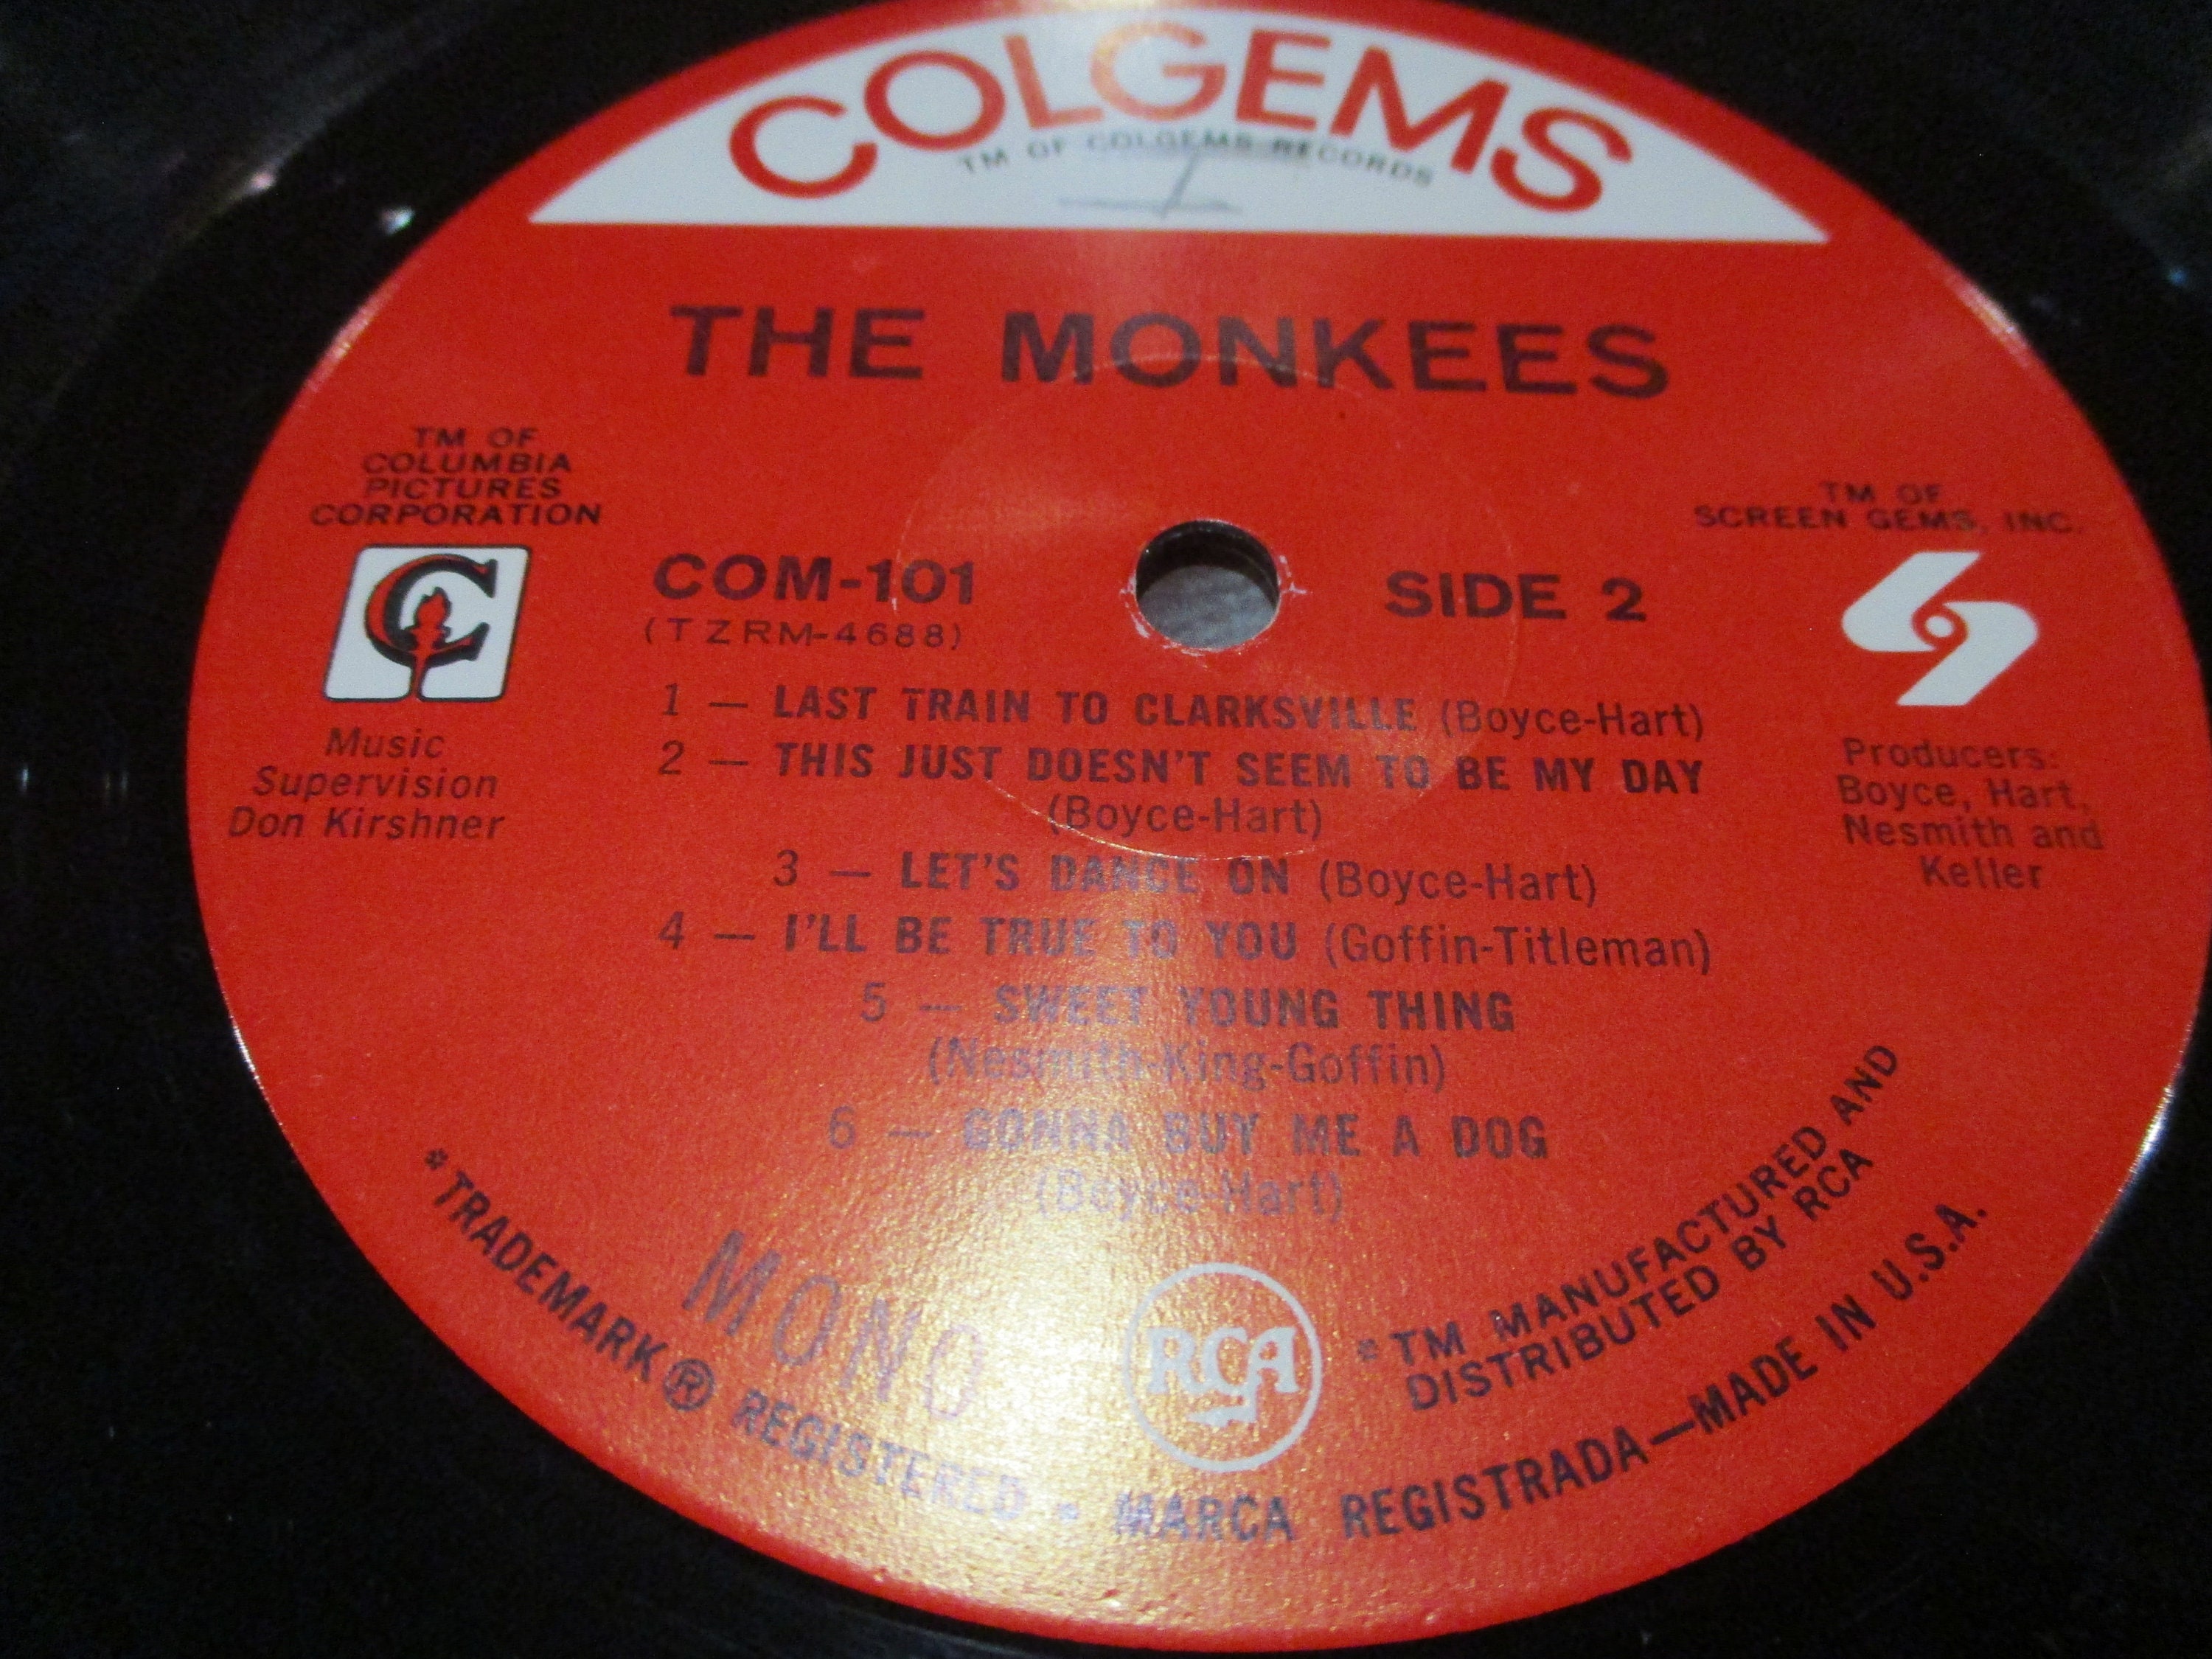 COLGEMS
TM OF COLGEMS RECORDS
THE MONKEES
TM OF
COLUMBIA
PICTURES
CORPORATION
C
Music
Supervision
Don Kirshner
COM-101
(TZRM-4688)
SIDE 2
TM OF
SCREEN GEMS, INC.
Producers:
Boyce, Hart,
Nesmith and
Keller
1 — LAST TRAIN TO CLARKSVILLE (Boyce-Hart)
2 — THIS JUST DOESN'T SEEM TO BE MY DAY
(Boyce-Hart)
3 — LET'S DANCE ON (Boyce-Hart)
4 — I'LL BE TRUE TO YOU (Goffin-Titleman)
5 — SWEET YOUNG THING
(Nesmith-King-Goffin)
6 — GONNA BUY ME A DOG
(Boyce-Hart)
MONO
RCA
*TM MANUFACTURED AND
DISTRIBUTED BY RCA
*TRADEMARK ® REGISTERED • MARCA REGISTRADA—MADE IN U.S.A.